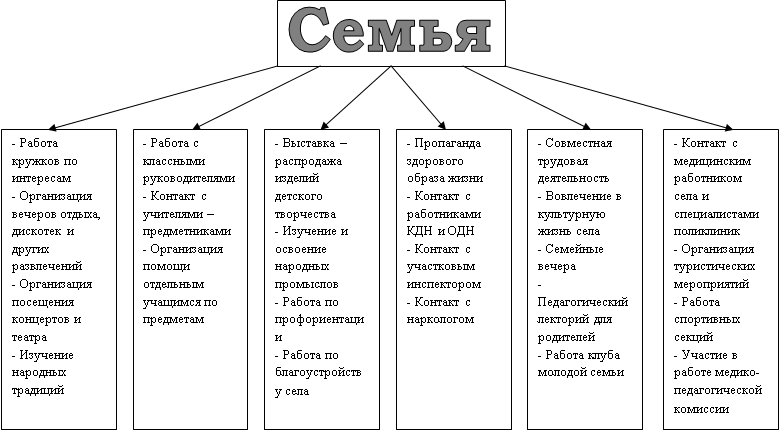 Семья
- Работа
кружков по
интересам
- Организация
вечеров отдыха,
дискотек и
других
развлечений
- Организация
посещения
концертов и
театра
- Изучение
народных
традиций
- Работа с
классными
руководителями
- Контакт с
учителями –
предметниками
- Организация
помощи
отдельным
учащимся по
предметам
- Выставка –
распродажа
изделий
детского
творчества
- Изучение и
освоение
народных
промыслов
- Работа по
профориентаци
и
- Работа по
благоустройств
у села
- Пропаганда
здорового
образа жизни
- Контакт с
работниками
КДН и ОДН
- Контакт с
участковым
инспектором
- Контакт с
наркологом
- Совместная
трудовая
деятельность
- Вовлечение в
культурную
жизнь села
- Семейные
вечера
-
Педагогический
лекторий для
родителей
- Работа клуба
молодой семьи
- Контакт с
медицинским
работником
села и
специалистами
поликлиник
- Организация
туристических
мероприятий
- Работа
спортивных
секций
- Участие в
работе медико-
педагогической
комиссии